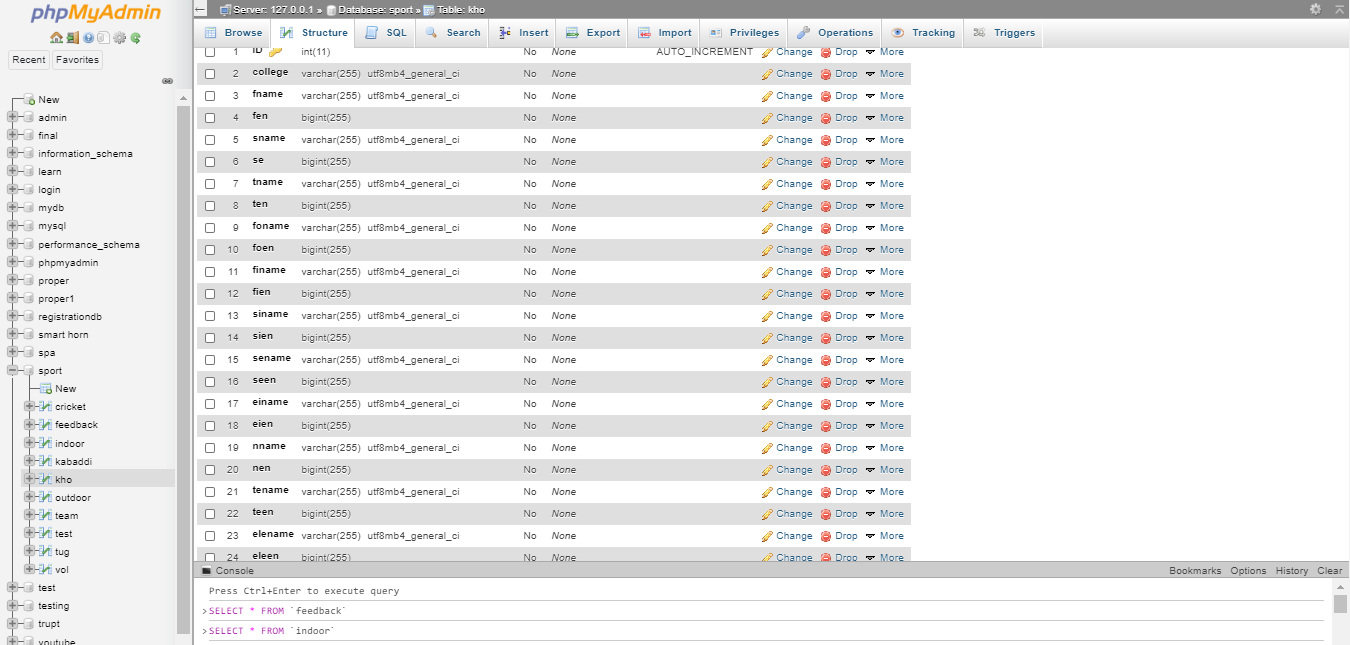 phpMyAdmin
Recent Favorites
New
admin
final
information_schema
learn
login
mydb
mysql
performance_schema
phpmyadmin
proper
proper1
registrationdb
smart horn
spa
sport
New
cricket
feedback
indoor
kabaddi
kho
outdoor
team
test
tug
vol
test
testing
trupt
youtube
Server: 127.0.0.1 » Database: sport » Table: kho
Browse Structure SQL Search Insert Export Import Privileges Operations Tracking Triggers
1 ID int(11) No None AUTO_INCREMENT Change Drop More
2 college varchar(255) utf8mb4_general_ci No None Change Drop More
3 fname varchar(255) utf8mb4_general_ci No None Change Drop More
4 fen bigint(255) No None Change Drop More
5 sname varchar(255) utf8mb4_general_ci No None Change Drop More
6 se bigint(255) No None Change Drop More
7 tname varchar(255) utf8mb4_general_ci No None Change Drop More
8 ten bigint(255) No None Change Drop More
9 foname varchar(255) utf8mb4_general_ci No None Change Drop More
10 foen bigint(255) No None Change Drop More
11 finame varchar(255) utf8mb4_general_ci No None Change Drop More
12 fien bigint(255) No None Change Drop More
13 siname varchar(255) utf8mb4_general_ci No None Change Drop More
14 sien bigint(255) No None Change Drop More
15 sename varchar(255) utf8mb4_general_ci No None Change Drop More
16 seen bigint(255) No None Change Drop More
17 einame varchar(255) utf8mb4_general_ci No None Change Drop More
18 eien bigint(255) No None Change Drop More
19 nname varchar(255) utf8mb4_general_ci No None Change Drop More
20 nen bigint(255) No None Change Drop More
21 tename varchar(255) utf8mb4_general_ci No None Change Drop More
22 teen bigint(255) No None Change Drop More
23 elename varchar(255) utf8mb4_general_ci No None Change Drop More
24 eleen bigint(255) No None Change Drop More
Console Bookmarks Options History Clear
Press Ctrl+Enter to execute query
>SELECT * FROM `feedback`
>SELECT * FROM `indoor`